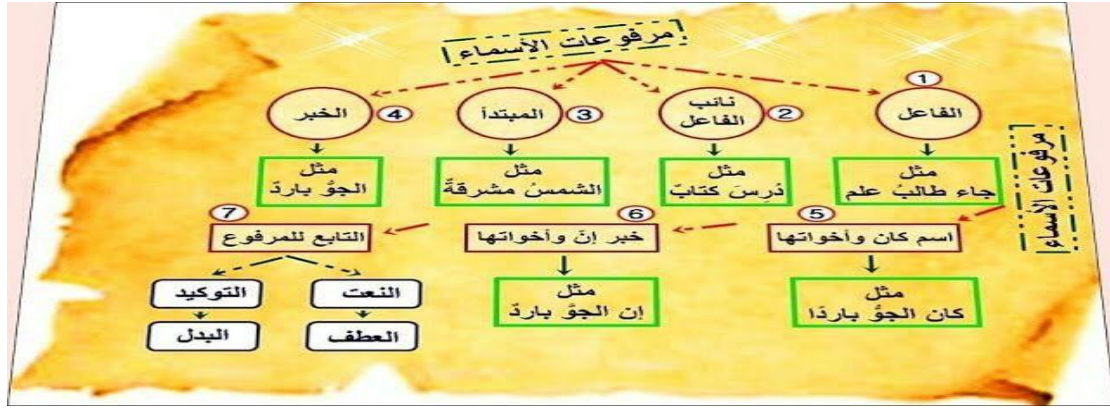 مرفوعات الأسماء
1
الفاعل
2
نائب
الفاعل
3
المبتدأ
4
الخبر
مثل
جاء طالبُ علم
مثل
دُرِسَ كتابٌ
مثل
الشمسُ مشرقةٌ
مثل
الجوُّ باردٌ
مرفوعات الأسماء
5
اسم كان وأخواتها
6
خبر إنّ وأخواتها
7
التابع للمرفوع
مثل
كان الجوُّ باردًا
مثل
إن الجوَّ باردٌ
النعت
التوكيد
العطف
البدل